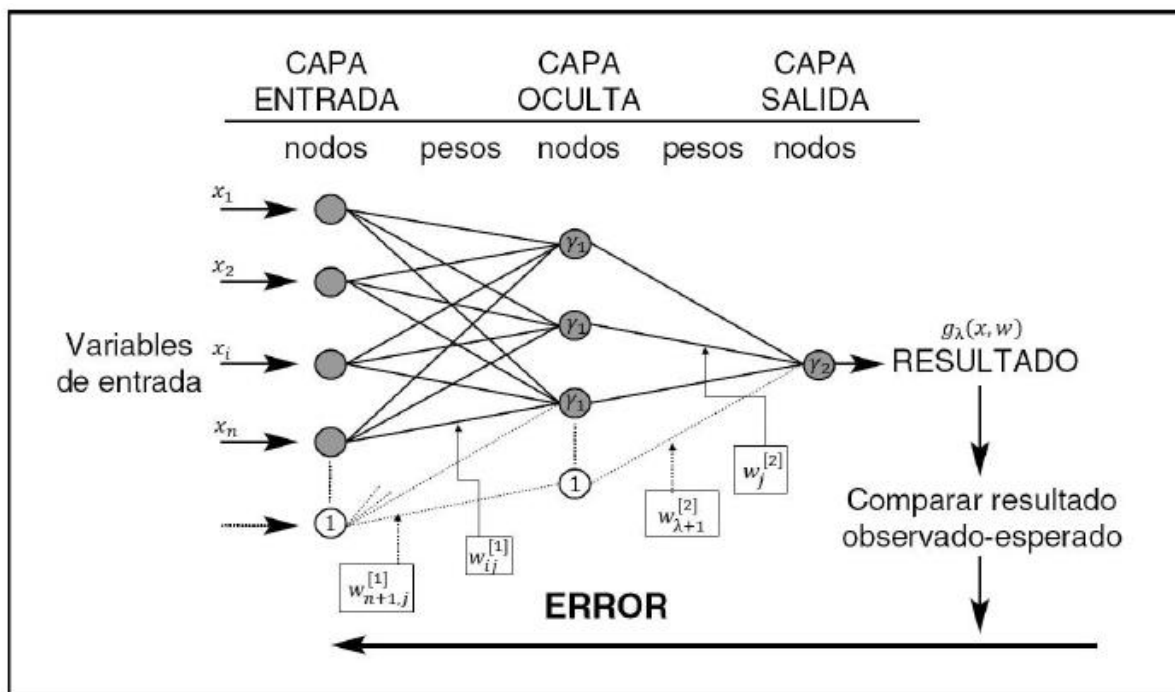 CAPA ENTRADA
CAPA OCULTA
CAPA SALIDA
nodos pesos nodos pesos nodos
x₁
x₂
xᵢ
xₙ
Variables
de entrada
1
γ₁
γ₁
γ₁
1
γ₂
g_λ(x, w)
RESULTADO
Comparar resultado
observado-esperado
w_j^[2]
w_{λ+1}^[2]
w_{ij}^[1]
w_{n+1,j}^[1]
ERROR